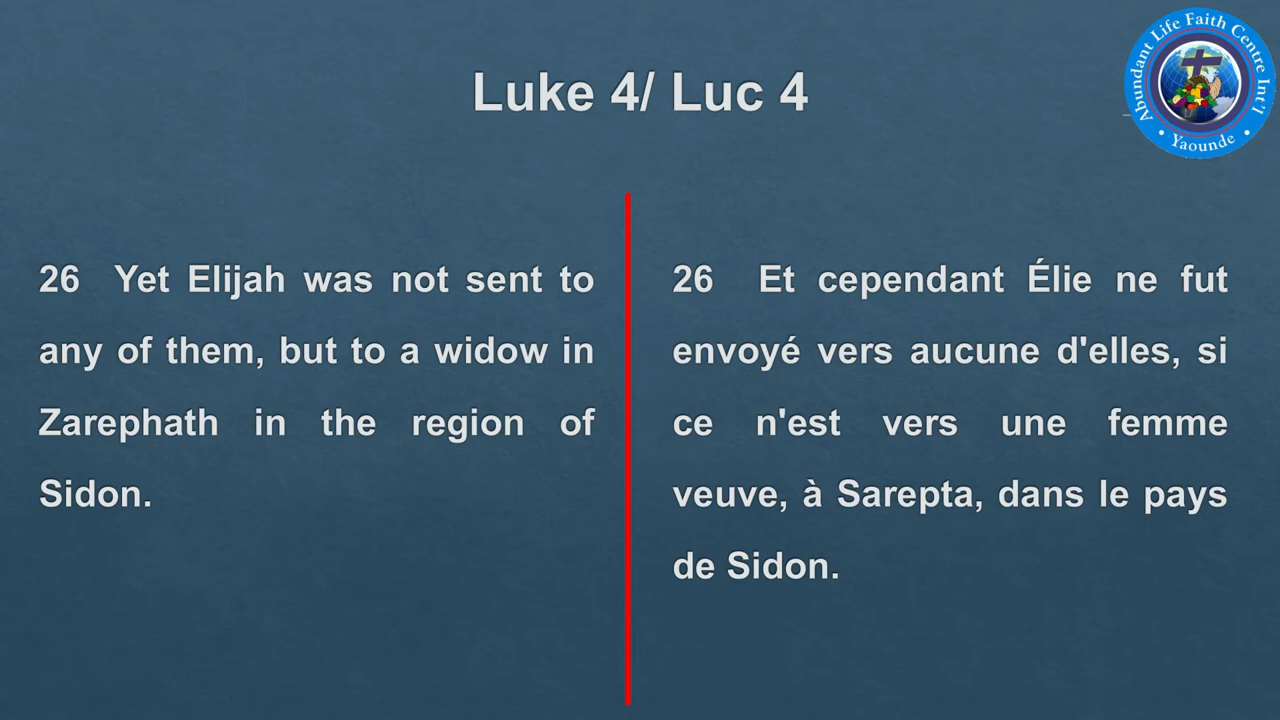 Luke 4/ Luc 4
Abundant Life Faith Centre Int'l
• Yaounde •
26 Yet Elijah was not sent to
any of them, but to a widow in
Zarephath in the region of
Sidon.
26 Et cependant Élie ne fut
envoyé vers aucune d'elles, si
ce n'est vers une femme
veuve, à Sarepta, dans le pays
de Sidon.